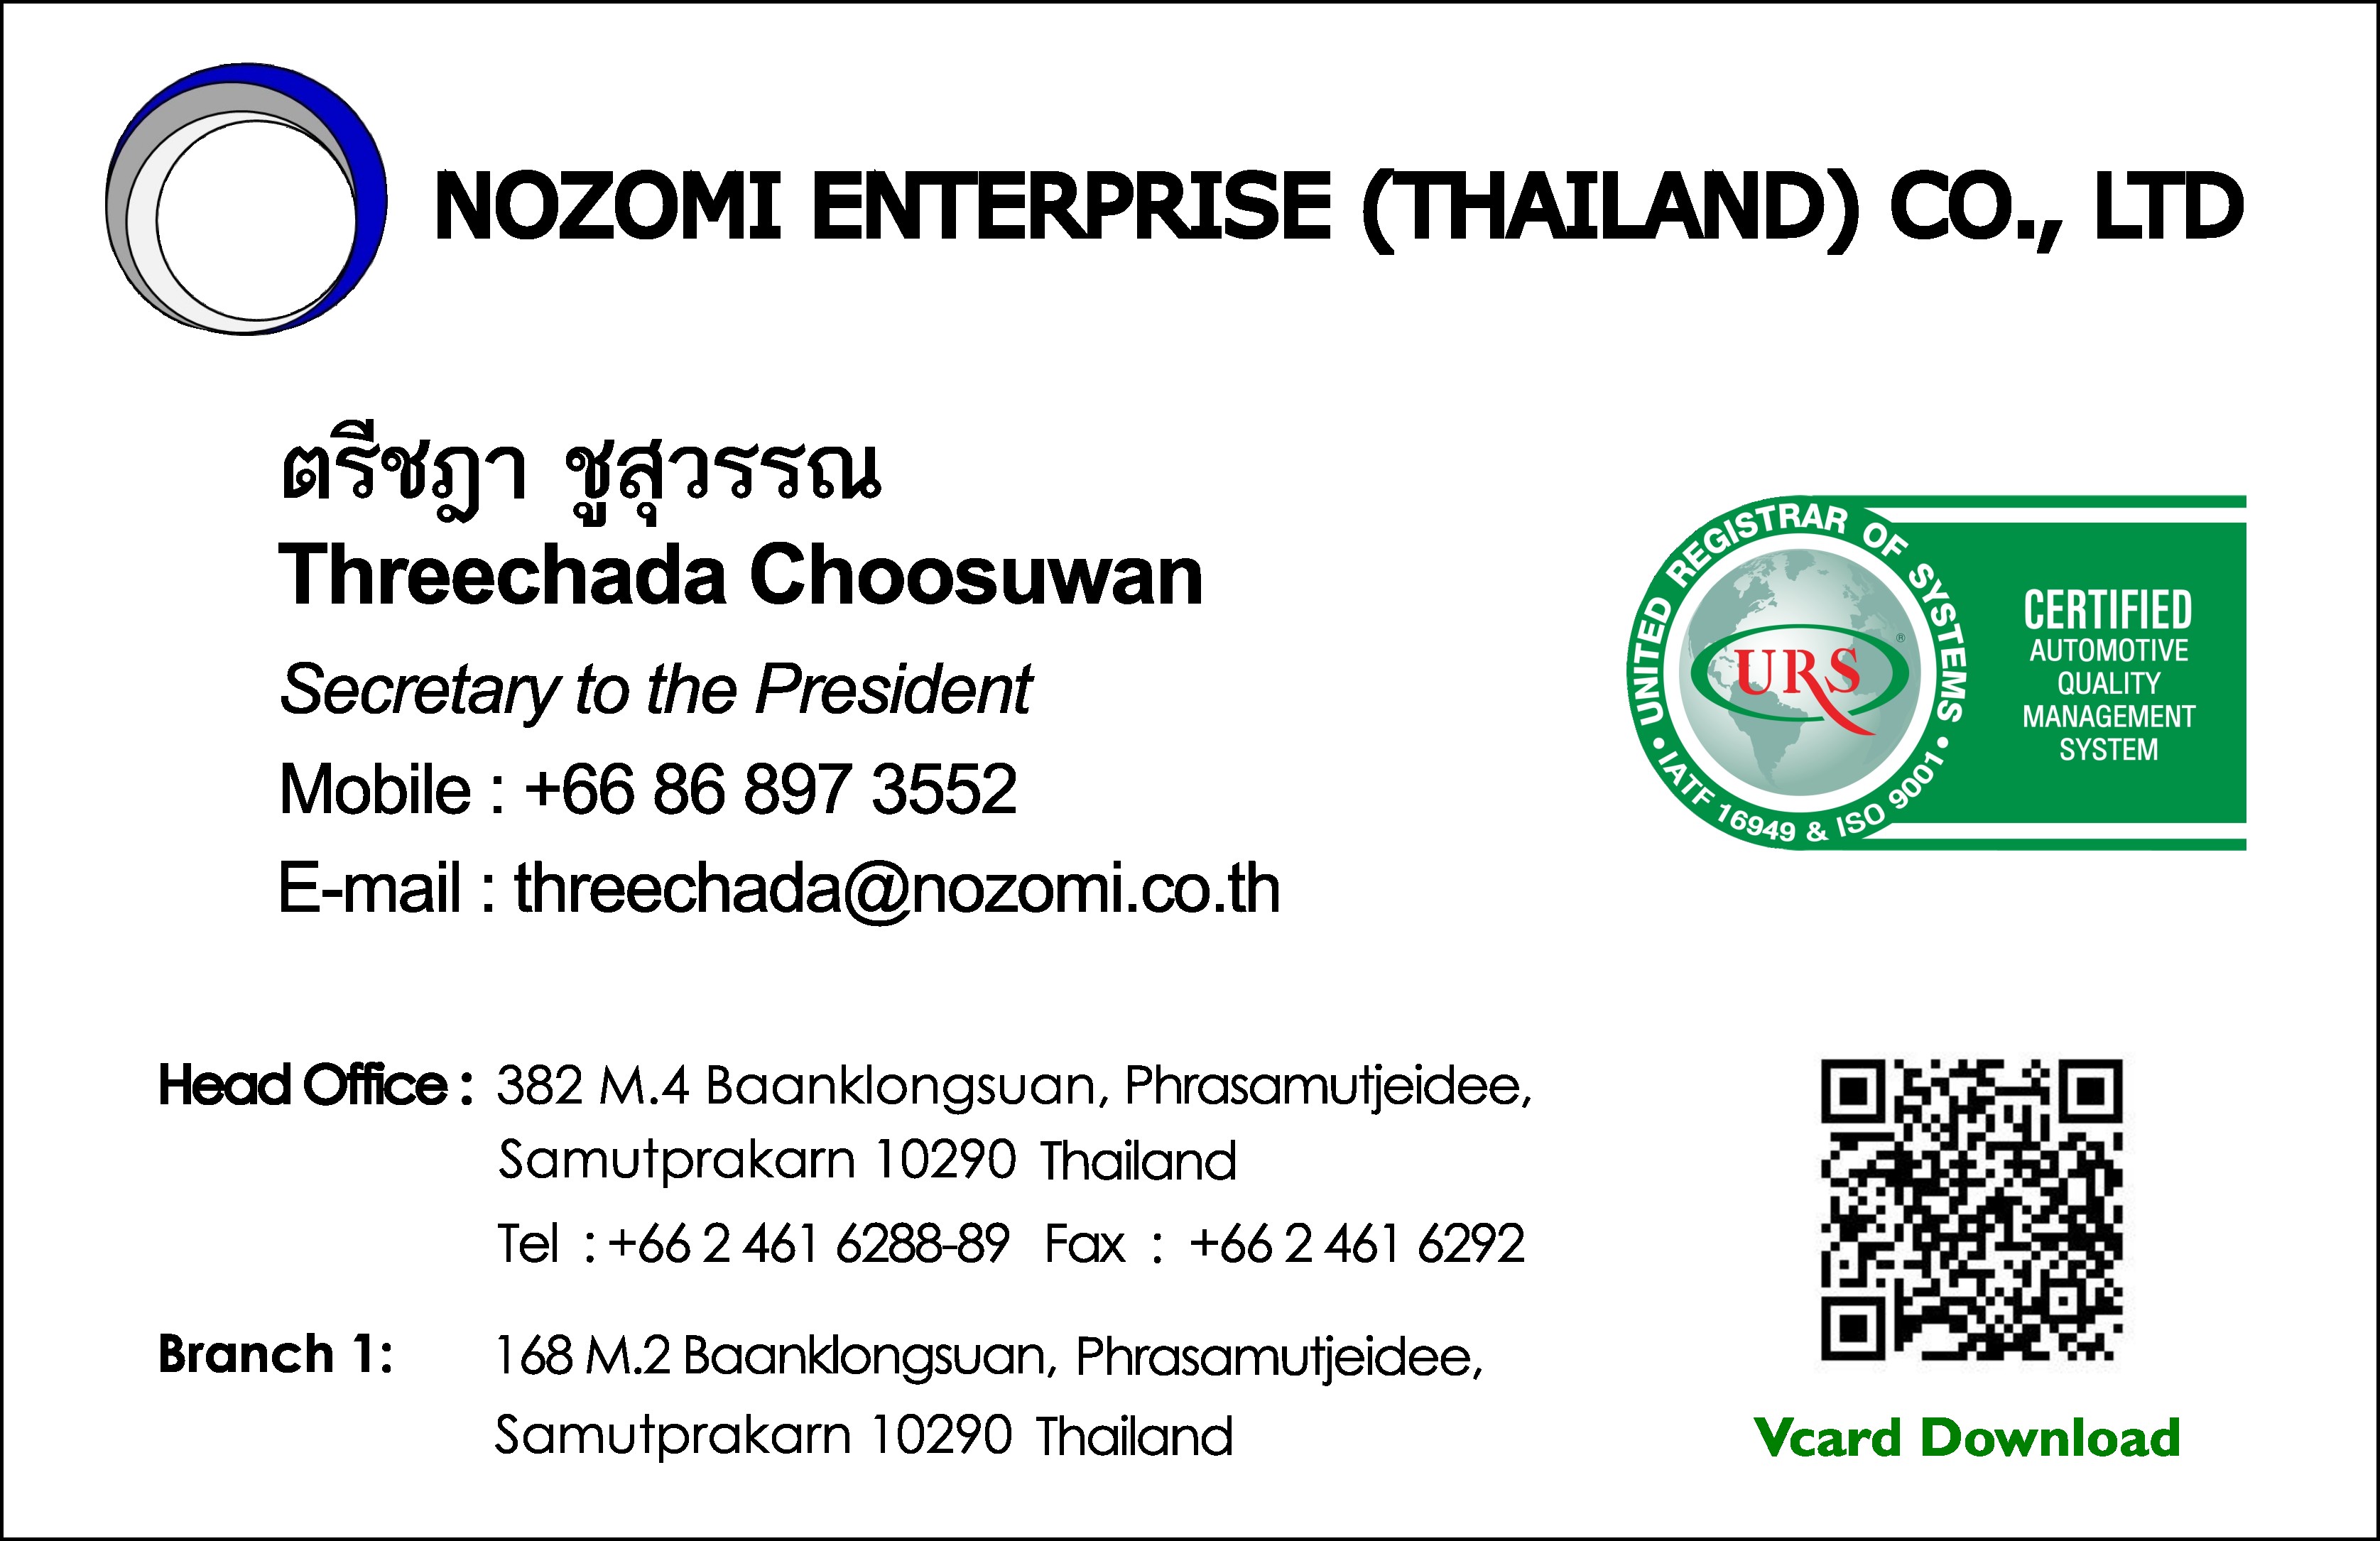 NOZOMI ENTERPRISE (THAILAND) CO., LTD
ตรีชฎา ชูสุวรรณ
Threechada Choosuwan
Secretary to the President
Mobile : +66 86 897 3552
E-mail : threechada@nozomi.co.th
UNITED REGISTRAR OF SYSTEMS
• IATF 16949 & ISO 9001 •
URS ®
CERTIFIED
AUTOMOTIVE
QUALITY
MANAGEMENT
SYSTEM
Head Office : 382 M.4 Baanklongsuan, Phrasamutjeidee,
Samutprakarn 10290 Thailand
Tel : +66 2 461 6288-89 Fax : +66 2 461 6292
Branch 1: 168 M.2 Baanklongsuan, Phrasamutjeidee,
Samutprakarn 10290 Thailand
Vcard Download